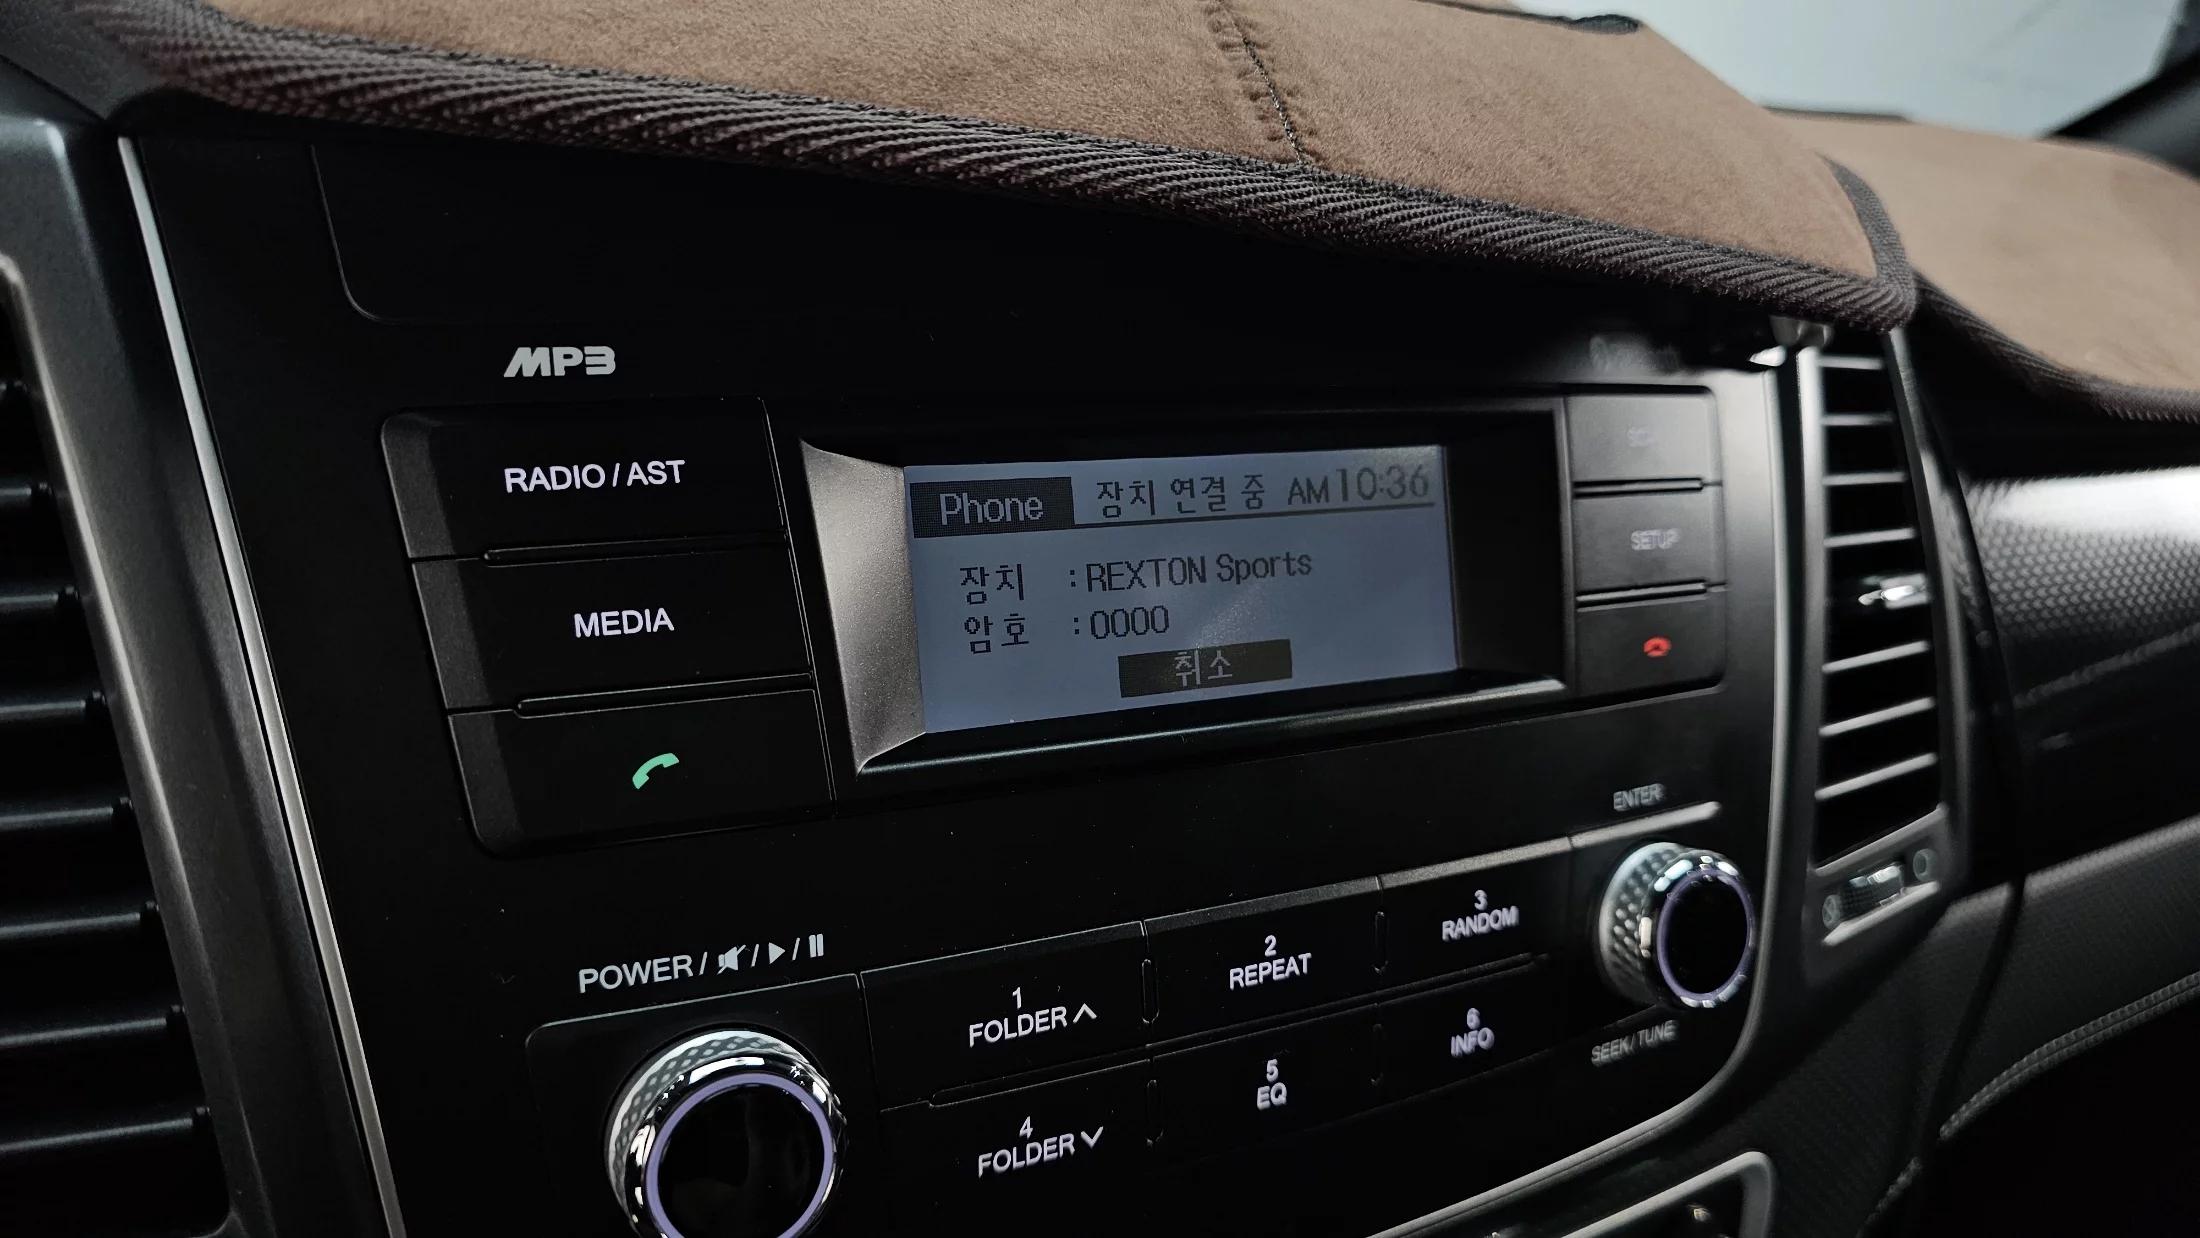 MP3
RADIO / AST
MEDIA
Phone 장치 연결 중 AM 10:36
장치 : REXTON Sports
암호 : 0000
취소
SETUP
ENTER
POWER /
1
FOLDER
2
REPEAT
3
RANDOM
4
FOLDER
5
EQ
6
INFO
SEEK/TUNE